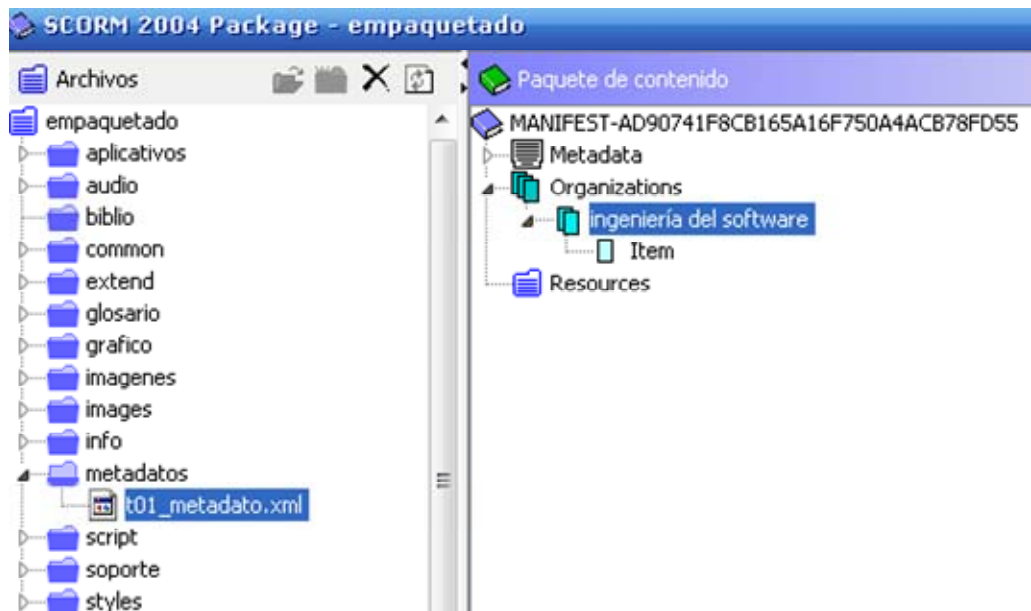 SCORM 2004 Package - empaquetado
Archivos
empaquetado
aplicativos
audio
biblio
common
extend
glosario
grafico
imagenes
images
info
metadatos
t01_metadato.xml
script
soporte
styles
Paquete de contenido
MANIFEST-AD90741F8CB165A16F750A4ACB78FD55
Metadata
Organizations
ingeniería del software
Item
Resources